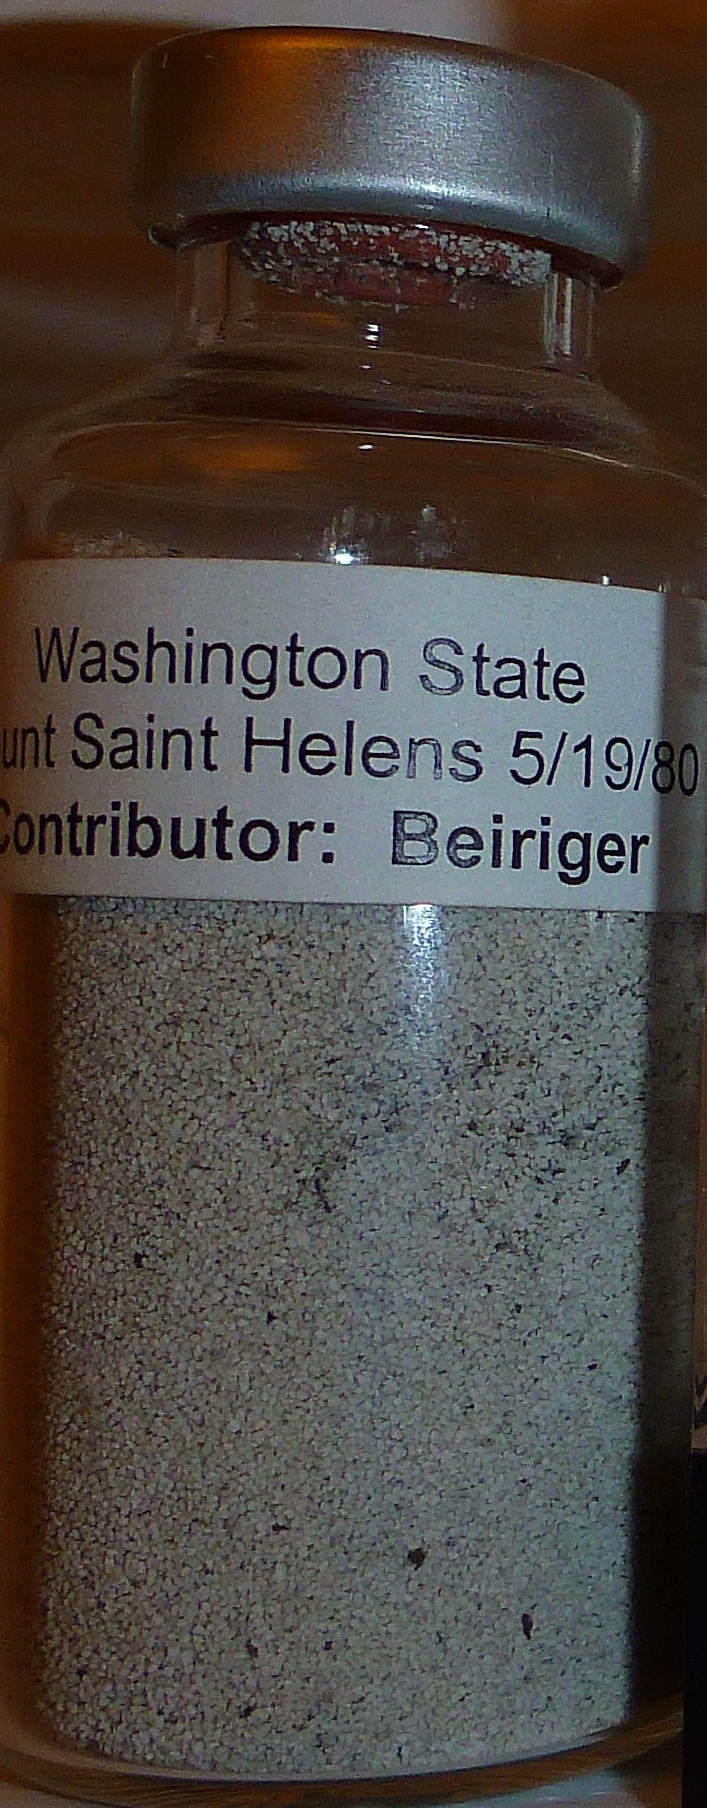 Washington State
unt Saint Helens 5/19/80
Contributor: Beiriger